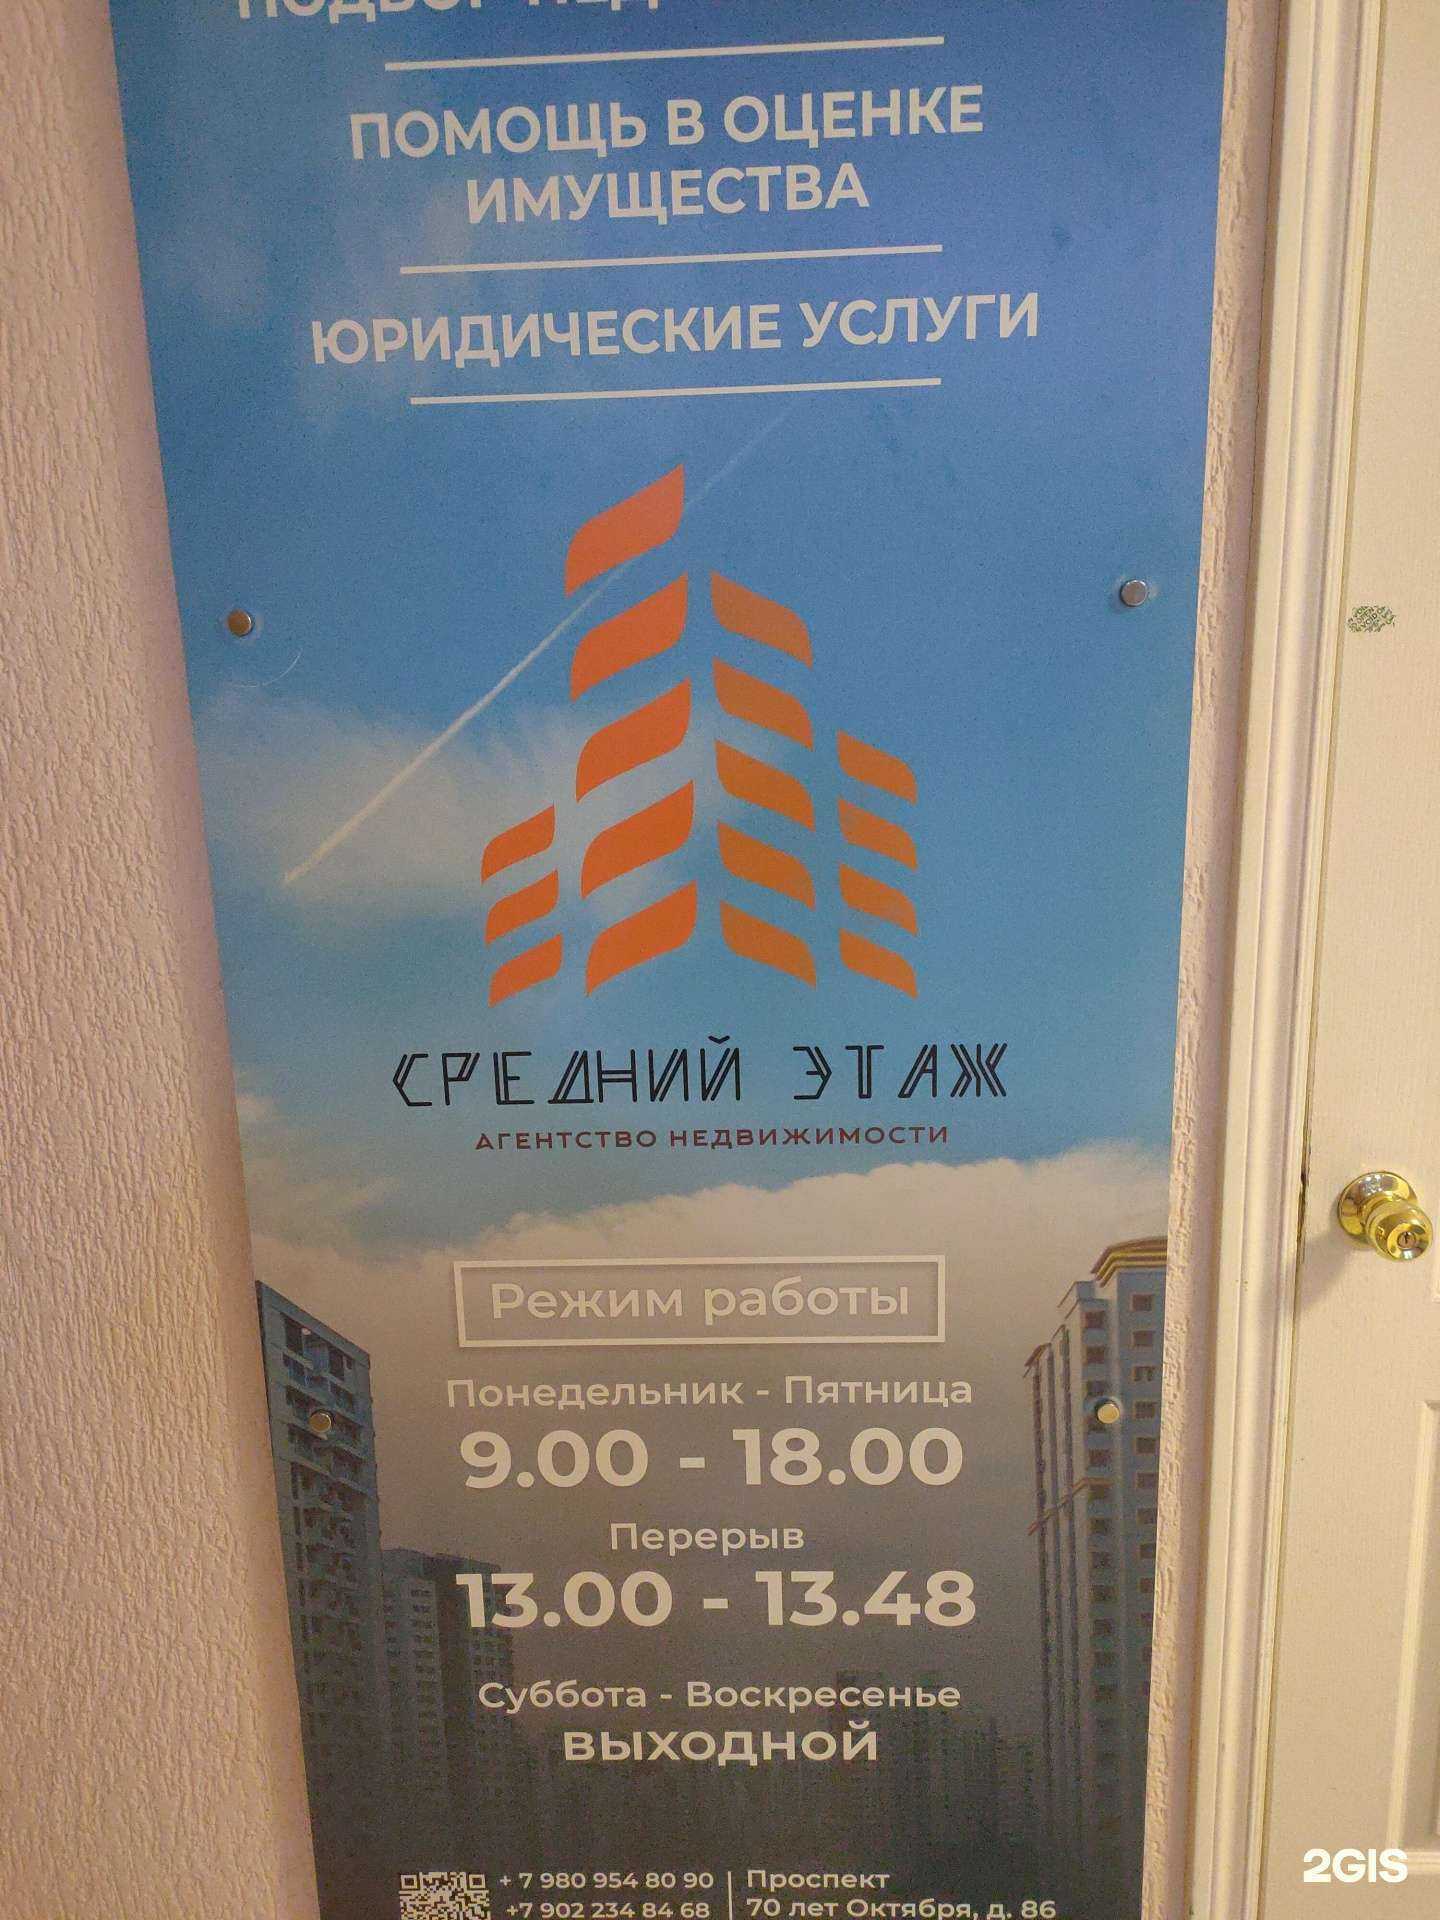 ПОМОЩЬ В ОЦЕНКЕ
ИМУЩЕСТВА
ЮРИДИЧЕСКИЕ УСЛУГИ
СРЕДНИЙ ЭТАЖ
АГЕНТСТВО НЕДВИЖИМОСТИ
Режим работы
Понедельник - Пятница
9.00 - 18.00
Перерыв
13.00 - 13.48
Суббота - Воскресенье
ВЫХОДНОЙ
+ 7 980 954 80 90
+7 902 234 84 68
Проспект
70 лет Октября, д. 86
2GIS